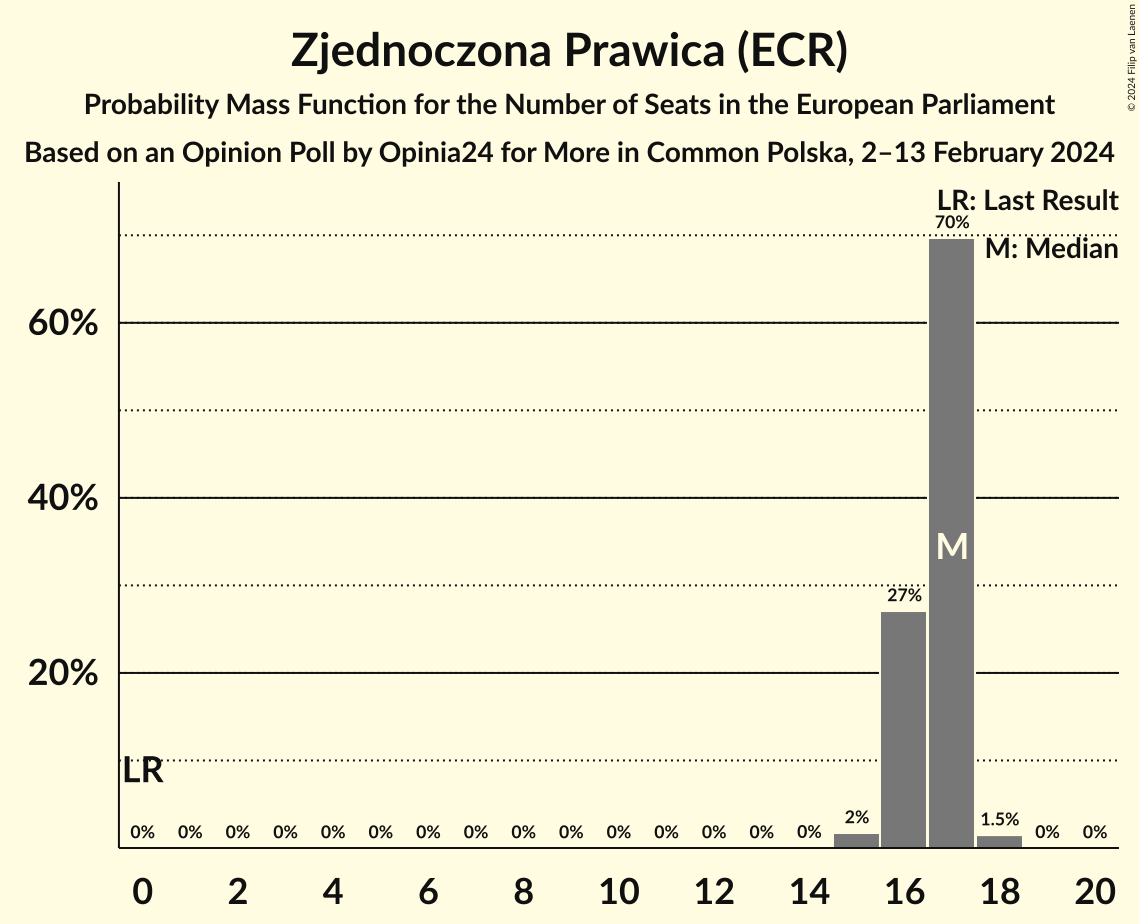 Zjednoczona Prawica (ECR)
Probability Mass Function for the Number of Seats in the European Parliament
Based on an Opinion Poll by Opinia24 for More in Common Polska, 2–13 February 2024
© 2024 Filip van Laenen
LR: Last Result
M: Median
70%
60%
40%
M
27%
20%
LR
0% 0% 0% 0% 0% 0% 0% 0% 0% 0% 0% 0% 0% 0% 0% 2% 1.5% 0% 0%
0 2 4 6 8 10 12 14 16 18 20